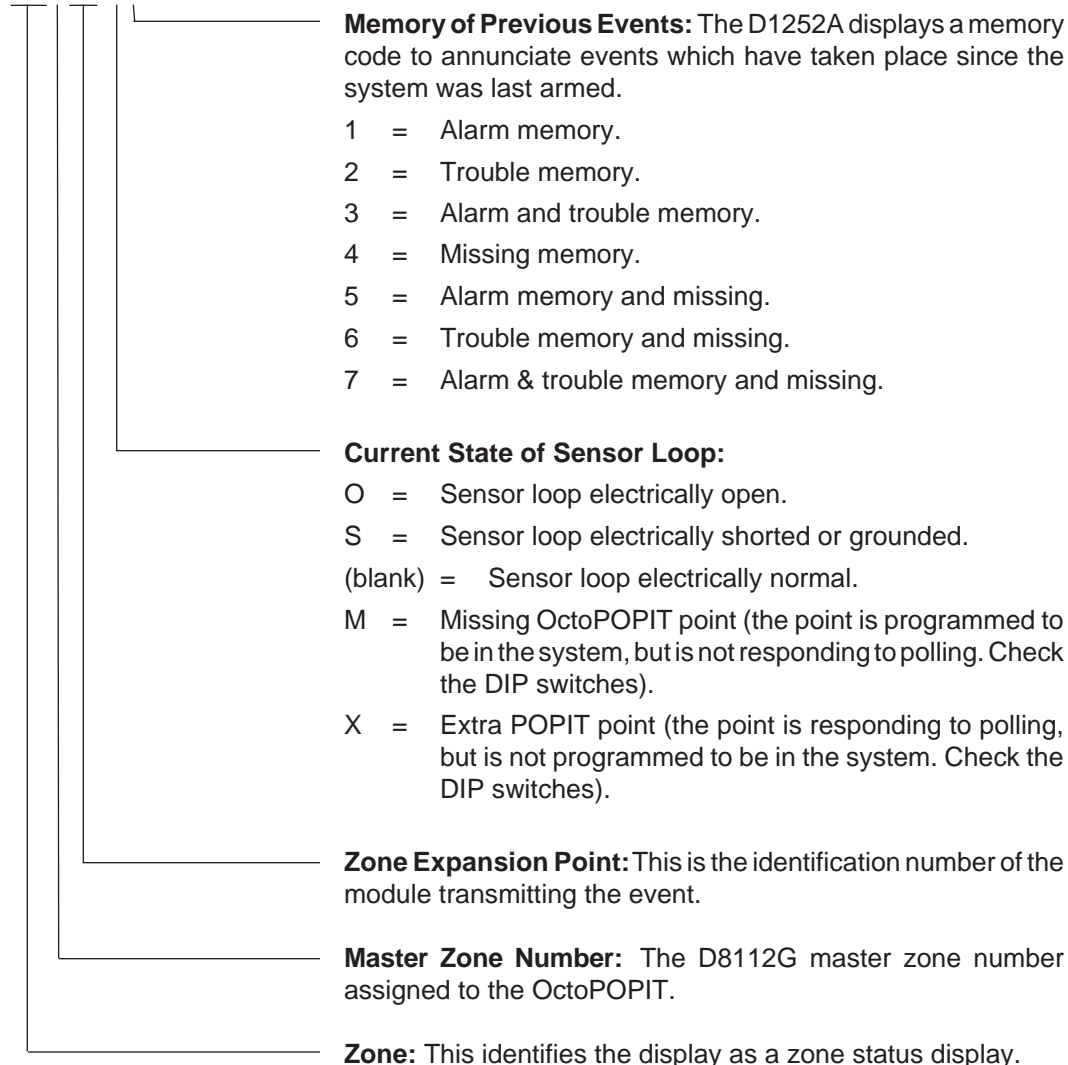 Memory of Previous Events: The D1252A displays a memory
code to annunciate events which have taken place since the
system was last armed.
1 = Alarm memory.
2 = Trouble memory.
3 = Alarm and trouble memory.
4 = Missing memory.
5 = Alarm memory and missing.
6 = Trouble memory and missing.
7 = Alarm & trouble memory and missing.
Current State of Sensor Loop:
O = Sensor loop electrically open.
S = Sensor loop electrically shorted or grounded.
(blank) = Sensor loop electrically normal.
M = Missing OctoPOPIT point (the point is programmed to
be in the system, but is not responding to polling. Check
the DIP switches).
X = Extra POPIT point (the point is responding to polling,
but is not programmed to be in the system. Check the
DIP switches).
Zone Expansion Point: This is the identification number of the
module transmitting the event.
Master Zone Number: The D8112G master zone number
assigned to the OctoPOPIT.
Zone: This identifies the display as a zone status display.